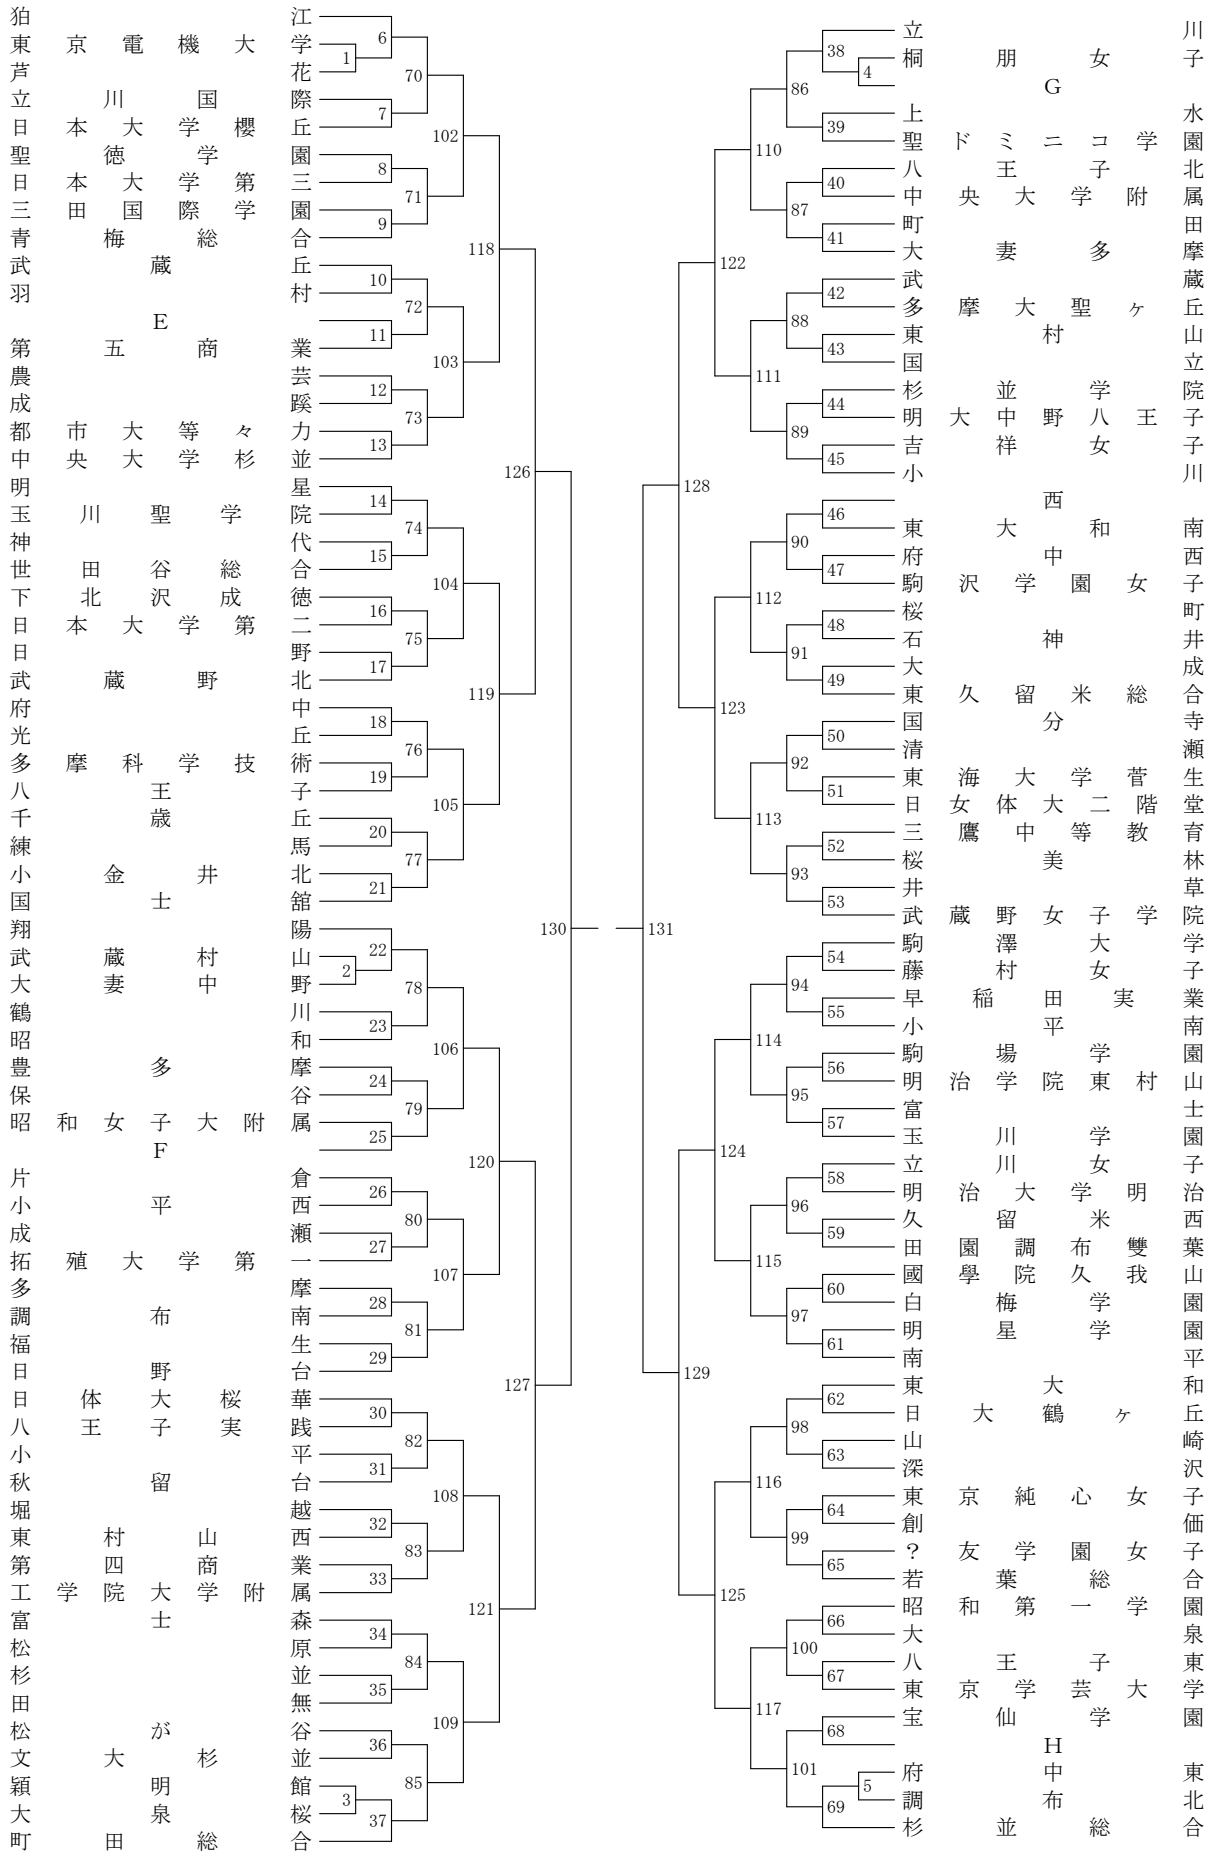 狛江
東京電機大学
芦花
立川国際
日本大学櫻丘
聖徳学園
日本大学第三
三田国際学園
青梅総合
武蔵丘
羽村
E
第五商業
農芸
成蹊
都市大等々力
中央大学杉並
明星
玉川聖学院
神代
世田谷総合
下北沢成徳
日本大学第二
日野
武蔵野北
府中
光丘
多摩科学技術
八王子
千歳丘
練馬
小金井北
国士舘
翔陽
武蔵村山
大妻中野
鶴川
昭和
豊多摩
保谷
昭和女子大附属
F
片倉
小平西
成瀬
拓殖大学第一
多摩
調布南
福生
日野台
日体大桜華
八王子実践
小平
秋留台
堀越
東村山西
第四商業
工学院大学附属
富士森
松原
杉並
田無
松が谷
文大杉並
穎明館
大泉桜
町田総合
1
2
3
6
7
8
9
10
11
12
13
14
15
16
17
18
19
20
21
22
23
24
25
26
27
28
29
30
31
32
33
34
35
36
37
70
71
72
73
74
75
76
77
78
79
80
81
82
83
84
85
102
103
104
105
106
107
108
109
118
119
120
121
126
127
130
131
128
129
122
123
124
125
110
111
112
113
114
115
116
117
86
87
88
89
90
91
92
93
94
95
96
97
98
99
100
101
38
39
40
41
42
43
44
45
46
47
48
49
50
51
52
53
54
55
56
57
58
59
60
61
62
63
64
65
66
67
68
69
4
5
立川
桐朋女子
G
上水
聖ドミニコ学園
八王子北
中央大学附属
町田
大妻多摩
武蔵
多摩大聖ヶ丘
東村山
国立
杉並学院
明大中野八王子
吉祥女子
小川
西
東大和南
府中西
駒沢学園女子
桜町
石神井
大成
東久留米総合
国分寺
清瀬
東海大学菅生
日女体大二階堂
三鷹中等教育
桜美林
井草
武蔵野女子学院
駒澤大学
藤村女子
早稲田実業
小平南
駒場学園
明治学院東村山
富士
玉川学園
立川女子
明治大学明治
久留米西
田園調布雙葉
國學院久我山
白梅学園
明星学園
南平
東大和
日大鶴ヶ丘
山崎
深沢
東京純心女子
創価
？友学園女子
若葉総合
昭和第一学園
大泉
八王子東
東京学芸大学
宝仙学園
H
府中東
調布北
杉並総合